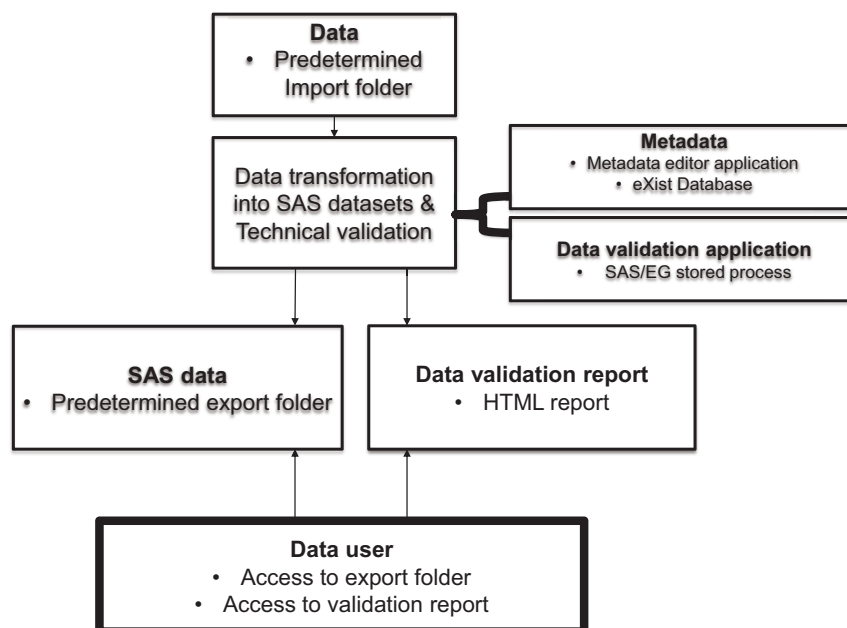 Data
• Predetermined
Import folder
Data transformation
into SAS datasets &
Technical validation
Metadata
• Metadata editor application
• eXist Database
Data validation application
• SAS/EG stored process
SAS data
• Predetermined export folder
Data validation report
• HTML report
Data user
• Access to export folder
• Access to validation report